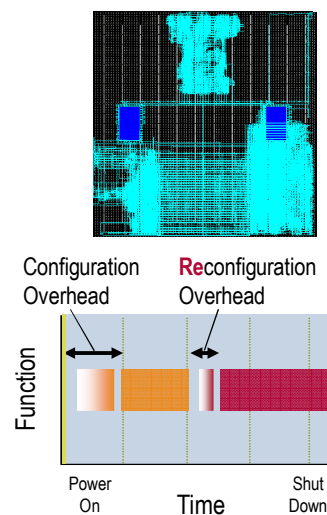 Configuration
Overhead
Reconfiguration
Overhead
Function
Power
On
Time
Shut
Down